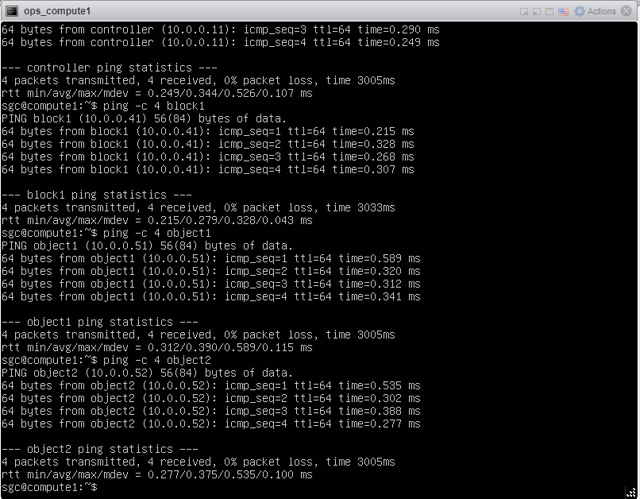 ops_compute1
Actions
64 bytes from controller (10.0.0.11): icmp_seq=3 ttl=64 time=0.290 ms
64 bytes from controller (10.0.0.11): icmp_seq=4 ttl=64 time=0.249 ms
--- controller ping statistics ---
4 packets transmitted, 4 received, 0% packet loss, time 3005ms
rtt min/avg/max/mdev = 0.249/0.344/0.526/0.107 ms
sgc@compute1:~$ ping -c 4 block1
PING block1 (10.0.0.41) 56(84) bytes of data.
64 bytes from block1 (10.0.0.41): icmp_seq=1 ttl=64 time=0.215 ms
64 bytes from block1 (10.0.0.41): icmp_seq=2 ttl=64 time=0.328 ms
64 bytes from block1 (10.0.0.41): icmp_seq=3 ttl=64 time=0.268 ms
64 bytes from block1 (10.0.0.41): icmp_seq=4 ttl=64 time=0.307 ms
--- block1 ping statistics ---
4 packets transmitted, 4 received, 0% packet loss, time 3033ms
rtt min/avg/max/mdev = 0.215/0.279/0.328/0.043 ms
sgc@compute1:~$ ping -c 4 object1
PING object1 (10.0.0.51) 56(84) bytes of data.
64 bytes from object1 (10.0.0.51): icmp_seq=1 ttl=64 time=0.589 ms
64 bytes from object1 (10.0.0.51): icmp_seq=2 ttl=64 time=0.320 ms
64 bytes from object1 (10.0.0.51): icmp_seq=3 ttl=64 time=0.312 ms
64 bytes from object1 (10.0.0.51): icmp_seq=4 ttl=64 time=0.341 ms
--- object1 ping statistics ---
4 packets transmitted, 4 received, 0% packet loss, time 3005ms
rtt min/avg/max/mdev = 0.312/0.390/0.589/0.115 ms
sgc@compute1:~$ ping -c 4 object2
PING object2 (10.0.0.52) 56(84) bytes of data.
64 bytes from object2 (10.0.0.52): icmp_seq=1 ttl=64 time=0.535 ms
64 bytes from object2 (10.0.0.52): icmp_seq=2 ttl=64 time=0.302 ms
64 bytes from object2 (10.0.0.52): icmp_seq=3 ttl=64 time=0.388 ms
64 bytes from object2 (10.0.0.52): icmp_seq=4 ttl=64 time=0.277 ms
--- object2 ping statistics ---
4 packets transmitted, 4 received, 0% packet loss, time 3005ms
rtt min/avg/max/mdev = 0.277/0.375/0.535/0.100 ms
sgc@compute1:~$